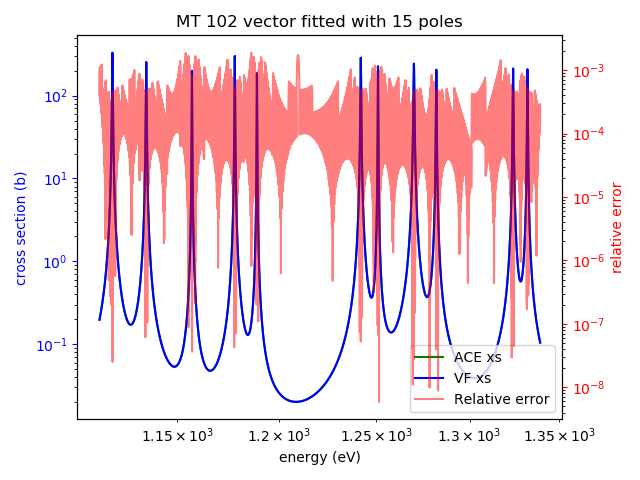 MT 102 vector fitted with 15 poles
10²
10¹
10⁰
10⁻¹
cross section (b)
10⁻³
10⁻⁴
10⁻⁵
10⁻⁶
10⁻⁷
10⁻⁸
relative error
ACE xs
VF xs
Relative error
1.15 × 10³ 1.2 × 10³ 1.25 × 10³ 1.3 × 10³ 1.35 × 10³
energy (eV)